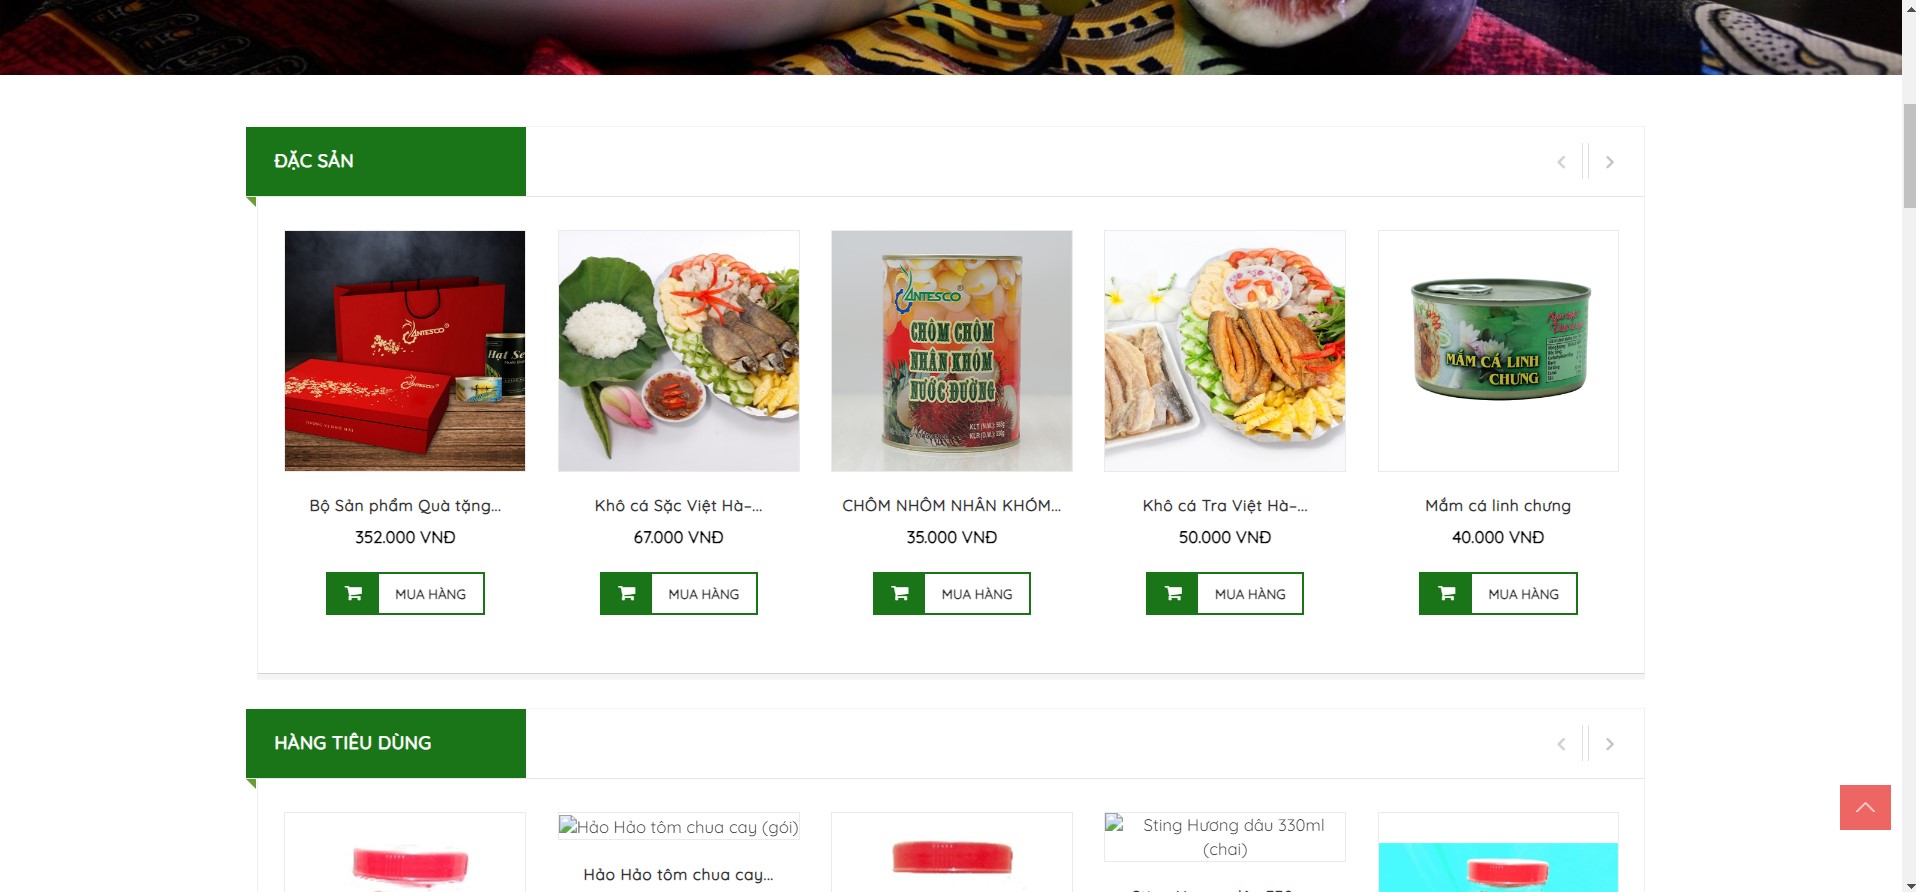 ĐẶC SẢN
ANTESCO
ANTESCO
Hạt Se
ANTESCO
CHÔM CHÔM
NHÂN KHÓM
NƯỚC ĐƯỜNG
MẮM CÁ LINH
CHƯNG
Bộ Sản phẩm Quà tặng...
Khô cá Sặc Việt Hà–...
CHÔM NHÔM NHÂN KHÓM...
Khô cá Tra Việt Hà–...
Mắm cá linh chưng
352.000 VNĐ
67.000 VNĐ
35.000 VNĐ
50.000 VNĐ
40.000 VNĐ
MUA HÀNG
MUA HÀNG
MUA HÀNG
MUA HÀNG
MUA HÀNG
HÀNG TIÊU DÙNG
Hảo Hảo tôm chua cay (gói)
Sting Hương dâu 330ml
(chai)
Hảo Hảo tôm chua cay...